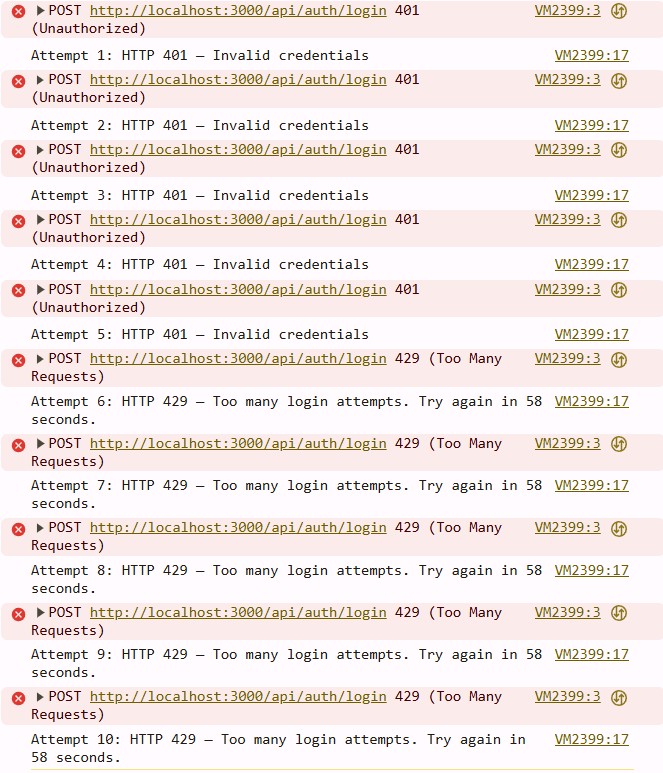 POST http://localhost:3000/api/auth/login 401 VM2399:3
(Unauthorized)
Attempt 1: HTTP 401 — Invalid credentials VM2399:17
POST http://localhost:3000/api/auth/login 401 VM2399:3
(Unauthorized)
Attempt 2: HTTP 401 — Invalid credentials VM2399:17
POST http://localhost:3000/api/auth/login 401 VM2399:3
(Unauthorized)
Attempt 3: HTTP 401 — Invalid credentials VM2399:17
POST http://localhost:3000/api/auth/login 401 VM2399:3
(Unauthorized)
Attempt 4: HTTP 401 — Invalid credentials VM2399:17
POST http://localhost:3000/api/auth/login 401 VM2399:3
(Unauthorized)
Attempt 5: HTTP 401 — Invalid credentials VM2399:17
POST http://localhost:3000/api/auth/login 429 (Too Many VM2399:3
Requests)
Attempt 6: HTTP 429 — Too many login attempts. Try again in 58 VM2399:17
seconds.
POST http://localhost:3000/api/auth/login 429 (Too Many VM2399:3
Requests)
Attempt 7: HTTP 429 — Too many login attempts. Try again in 58 VM2399:17
seconds.
POST http://localhost:3000/api/auth/login 429 (Too Many VM2399:3
Requests)
Attempt 8: HTTP 429 — Too many login attempts. Try again in 58 VM2399:17
seconds.
POST http://localhost:3000/api/auth/login 429 (Too Many VM2399:3
Requests)
Attempt 9: HTTP 429 — Too many login attempts. Try again in 58 VM2399:17
seconds.
POST http://localhost:3000/api/auth/login 429 (Too Many VM2399:3
Requests)
Attempt 10: HTTP 429 — Too many login attempts. Try again in VM2399:17
58 seconds.